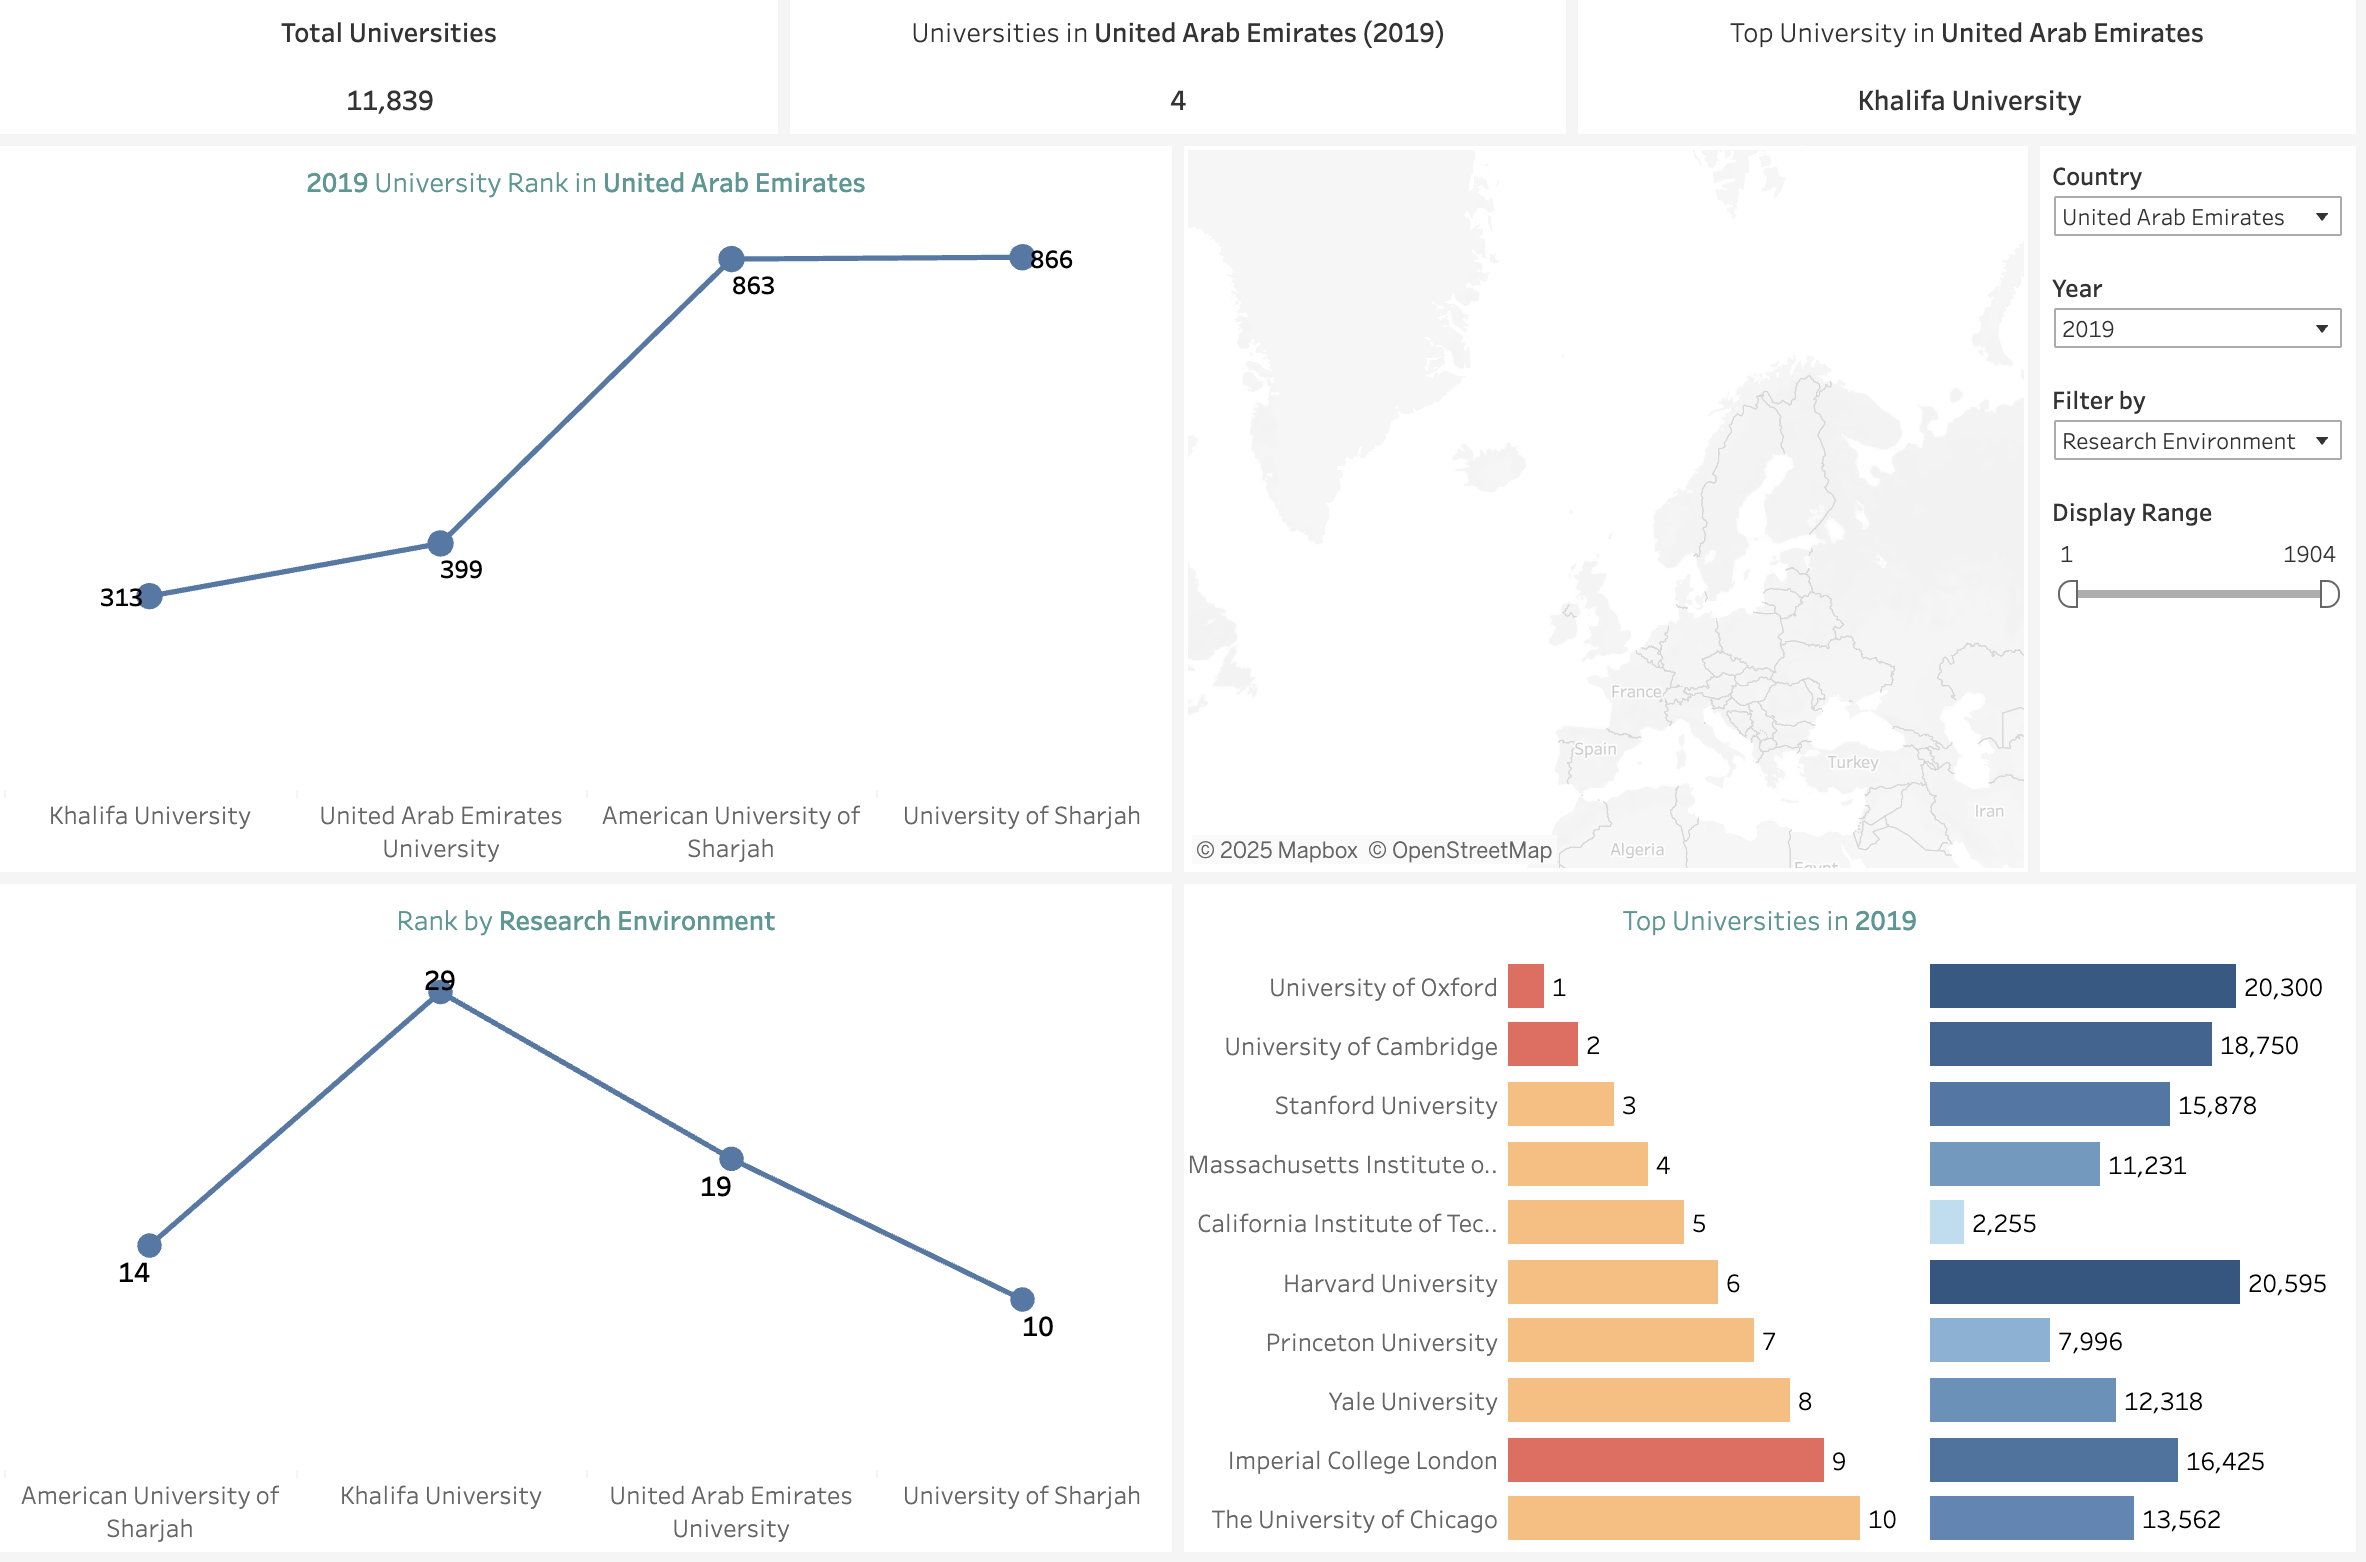 Total Universities
11,839
Universities in United Arab Emirates (2019)
4
Top University in United Arab Emirates
Khalifa University
2019 University Rank in United Arab Emirates
313
399
863
866
Khalifa University
United Arab Emirates
University
American University of
Sharjah
University of Sharjah
France
Spain
Turkey
Iran
Algeria
Egypt
© 2025 Mapbox © OpenStreetMap
Country
United Arab Emirates
Year
2019
Filter by
Research Environment
Display Range
1 1904
Rank by Research Environment
14
29
19
10
American University of
Sharjah
Khalifa University
United Arab Emirates
University
University of Sharjah
Top Universities in 2019
University of Oxford 1 20,300
University of Cambridge 2 18,750
Stanford University 3 15,878
Massachusetts Institute o.. 4 11,231
California Institute of Tec.. 5 2,255
Harvard University 6 20,595
Princeton University 7 7,996
Yale University 8 12,318
Imperial College London 9 16,425
The University of Chicago 10 13,562